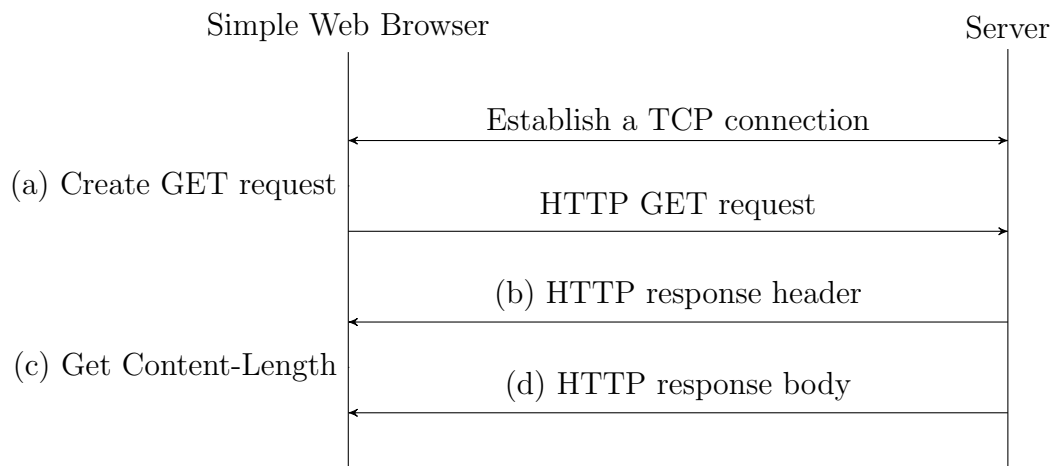 Simple Web Browser
Server
Establish a TCP connection
(a) Create GET request
HTTP GET request
(b) HTTP response header
(c) Get Content-Length
(d) HTTP response body